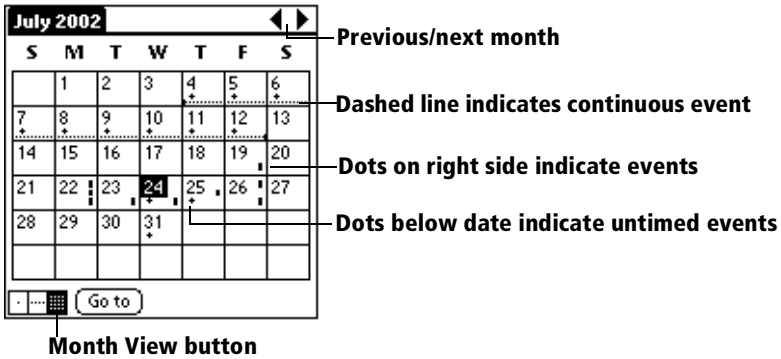 July 2002
Previous/next month
S M T W T F S
1 2 3 4 5 6
Dashed line indicates continuous event
7 8 9 10 11 12 13
14 15 16 17 18 19 20
Dots on right side indicate events
21 22 23 24 25 26 27
28 29 30 31
Dots below date indicate untimed events
Go to
Month View button